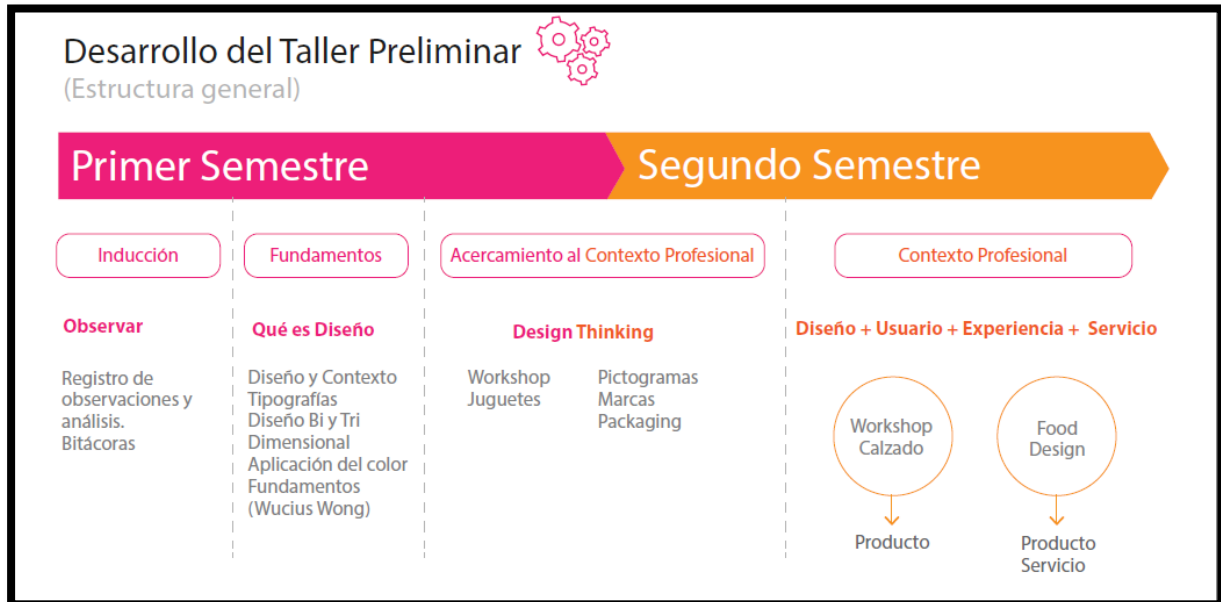 Desarrollo del Taller Preliminar
(Estructura general)
Primer Semestre
Segundo Semestre
Inducción
Fundamentos
Acercamiento al Contexto Profesional
Contexto Profesional
Observar
Registro de
observaciones y
análisis.
Bitácoras
Qué es Diseño
Diseño y Contexto
Tipografías
Diseño Bi y Tri
Dimensional
Aplicación del color
Fundamentos
(Wucius Wong)
Design Thinking
Workshop
Juguetes
Pictogramas
Marcas
Packaging
Diseño + Usuario + Experiencia + Servicio
Workshop
Calzado
Producto
Food
Design
Producto
Servicio